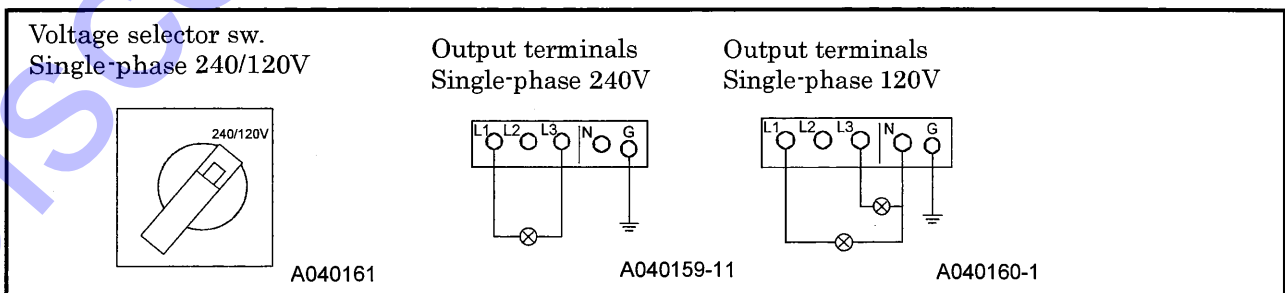 Voltage selector sw.
Single-phase 240/120V
240/120V
A040161
Output terminals
Single-phase 240V
L1 L2 L3 N G
A040159-11
Output terminals
Single-phase 120V
L1 L2 L3 N G
A040160-1